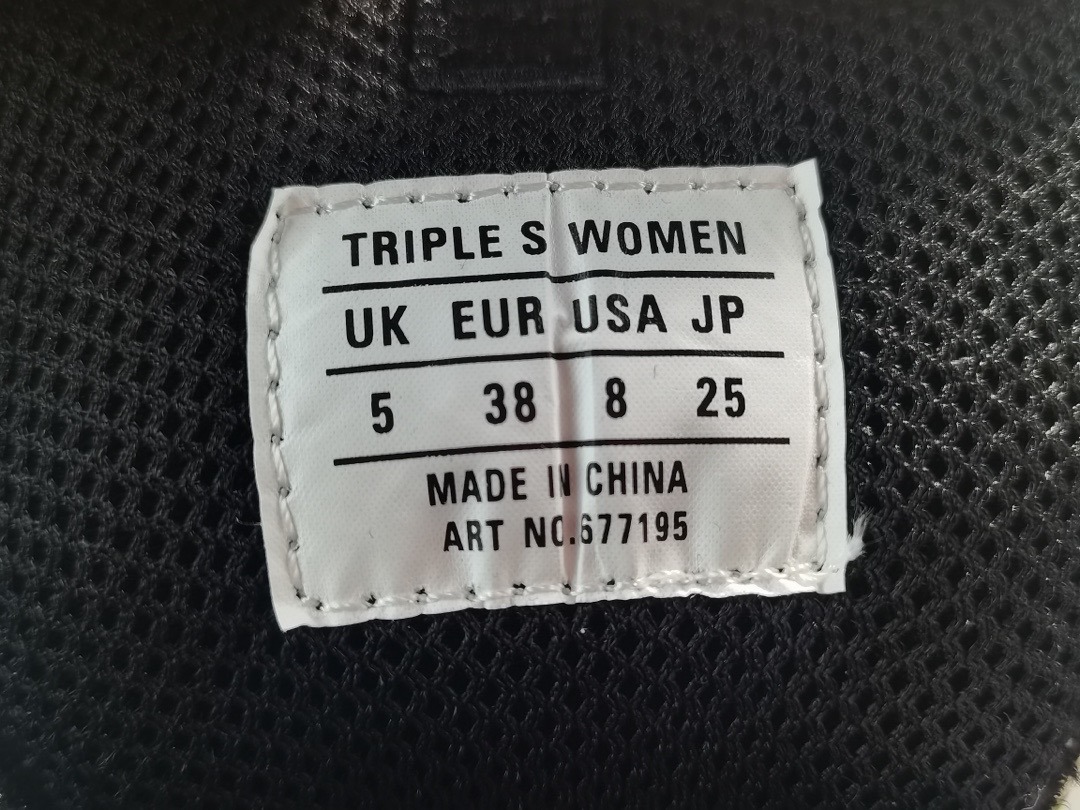 TRIPLE S WOMEN
UK EUR USA JP
5 38 8 25
MADE IN CHINA
ART NO.677195